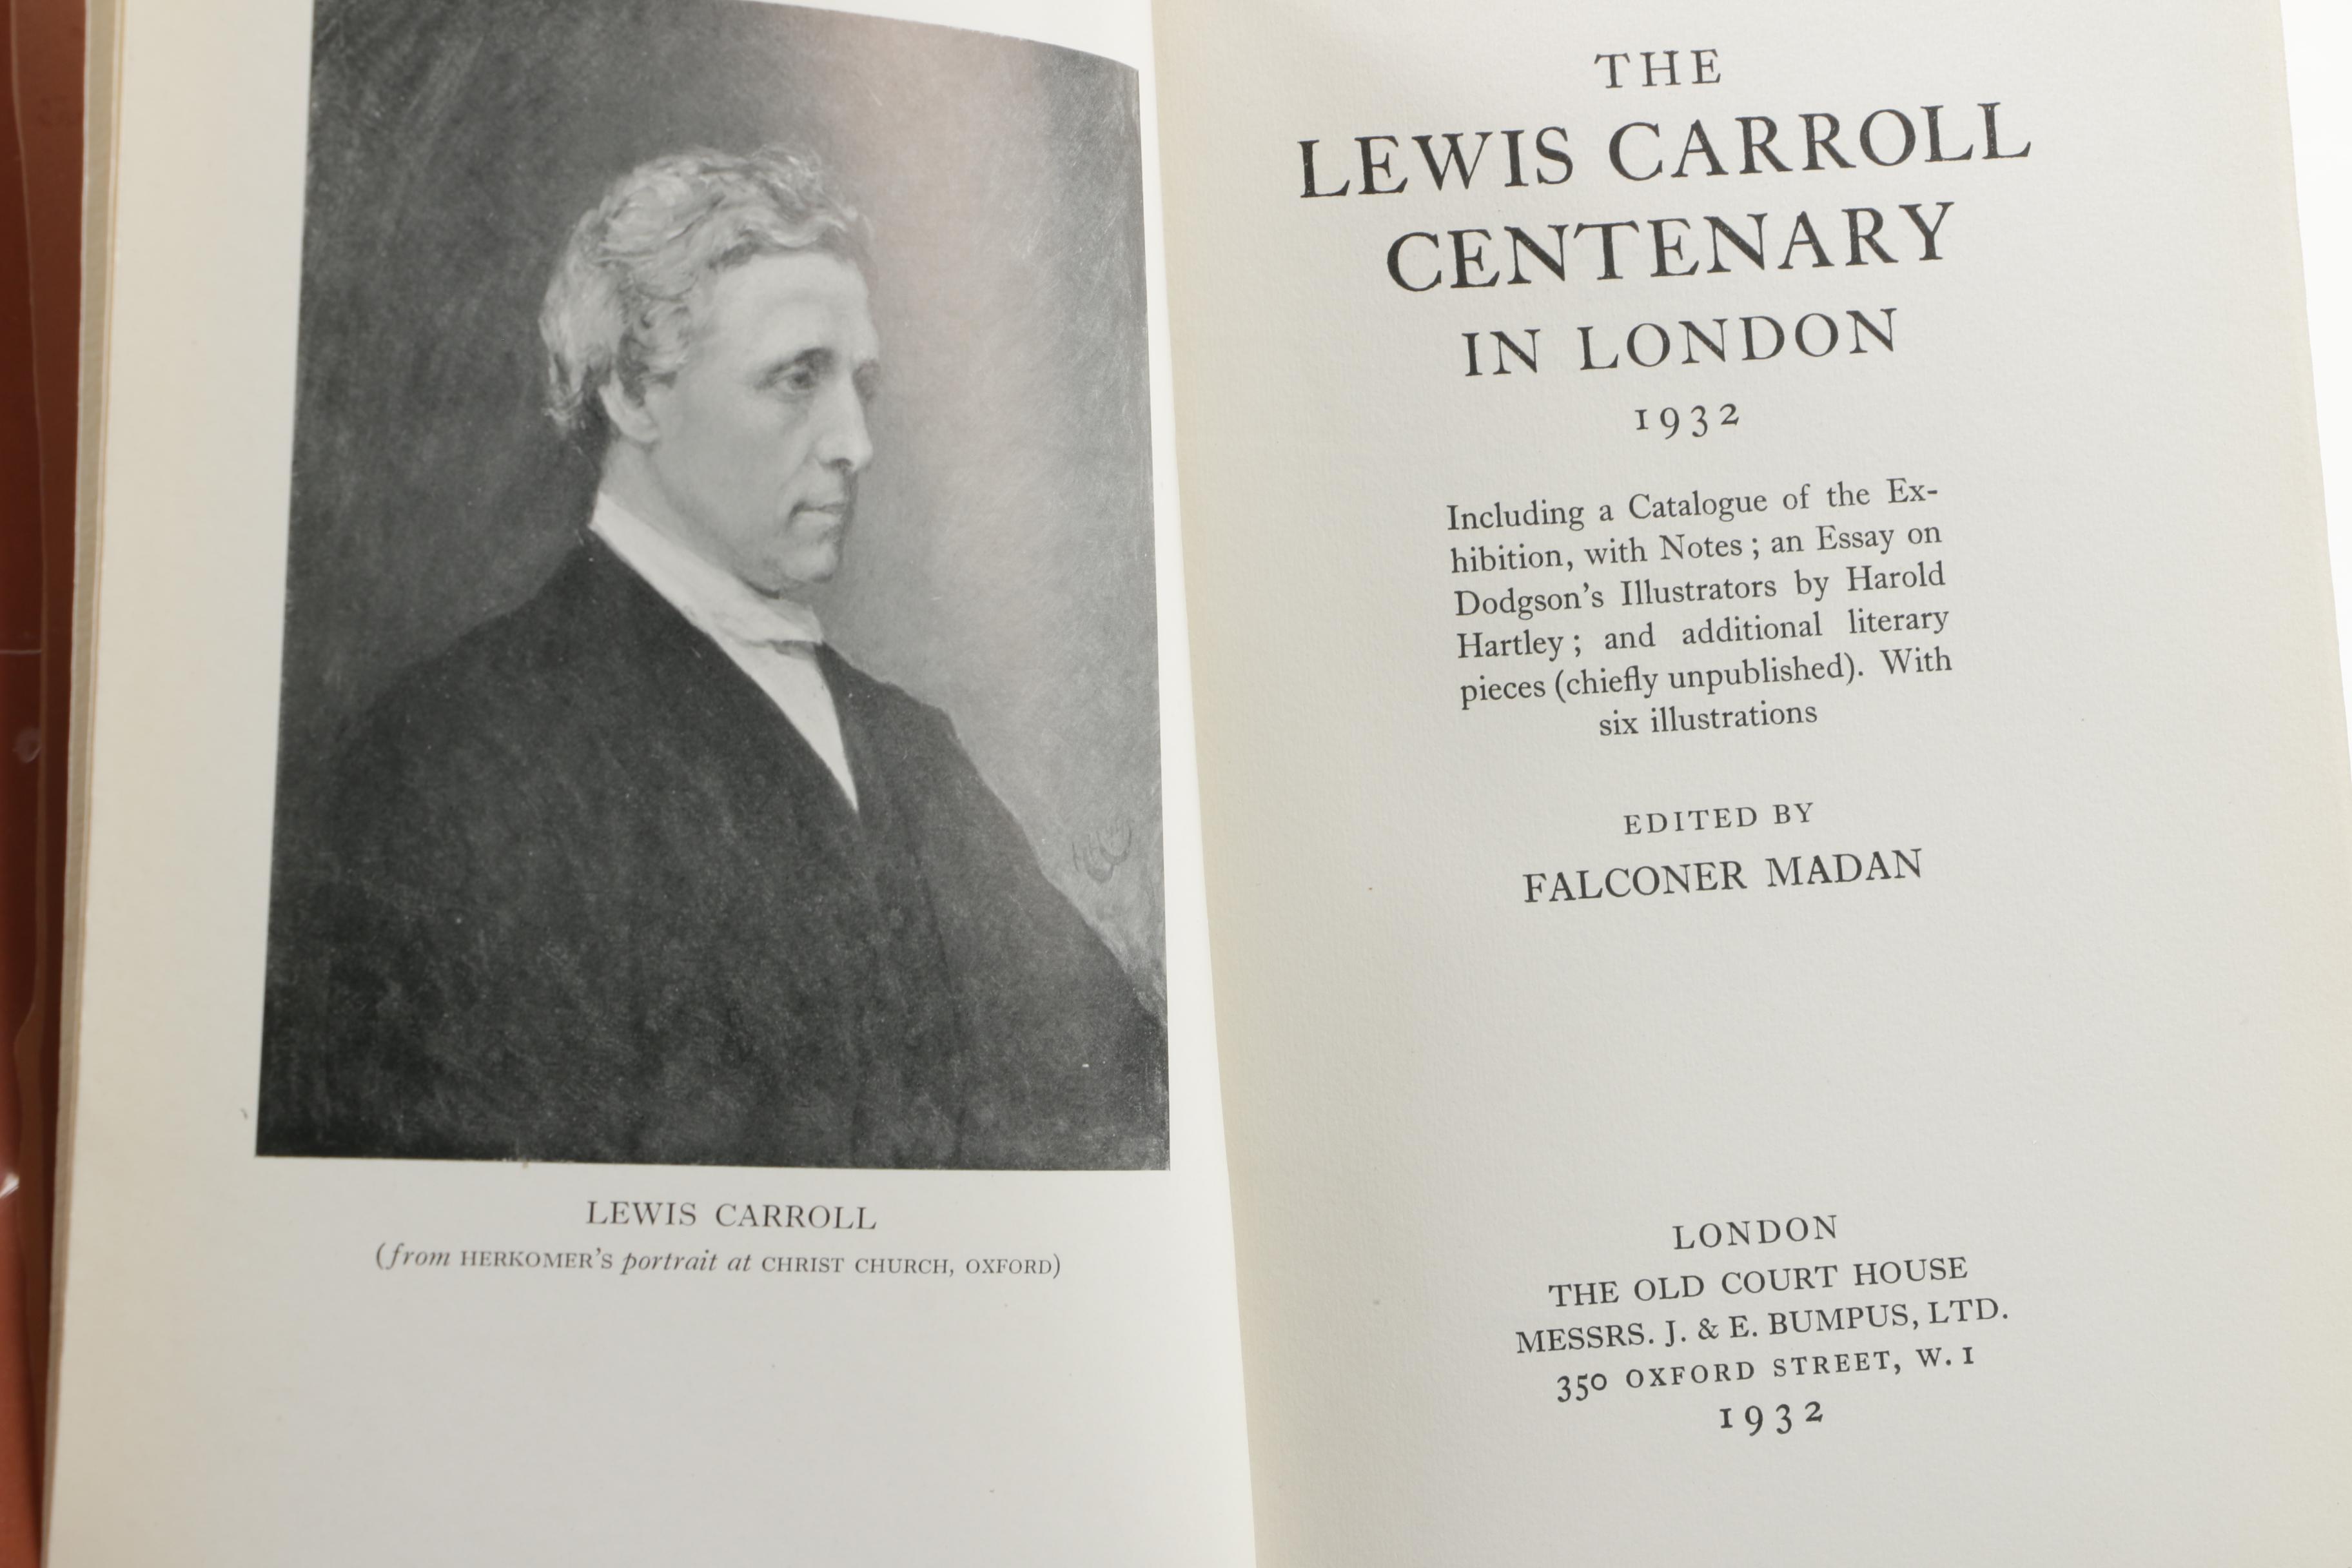 LEWIS CARROLL
(from HERKOMER'S portrait at CHRIST CHURCH, OXFORD)
THE
LEWIS CARROLL
CENTENARY
IN LONDON
1932
Including a Catalogue of the Ex-
hibition, with Notes; an Essay on
Dodgson's Illustrators by Harold
Hartley; and additional literary
pieces (chiefly unpublished). With
six illustrations
EDITED BY
FALCONER MADAN
LONDON
THE OLD COURT HOUSE
MESSRS. J. & E. BUMPUS, LTD.
350 OXFORD STREET, W. 1
1932